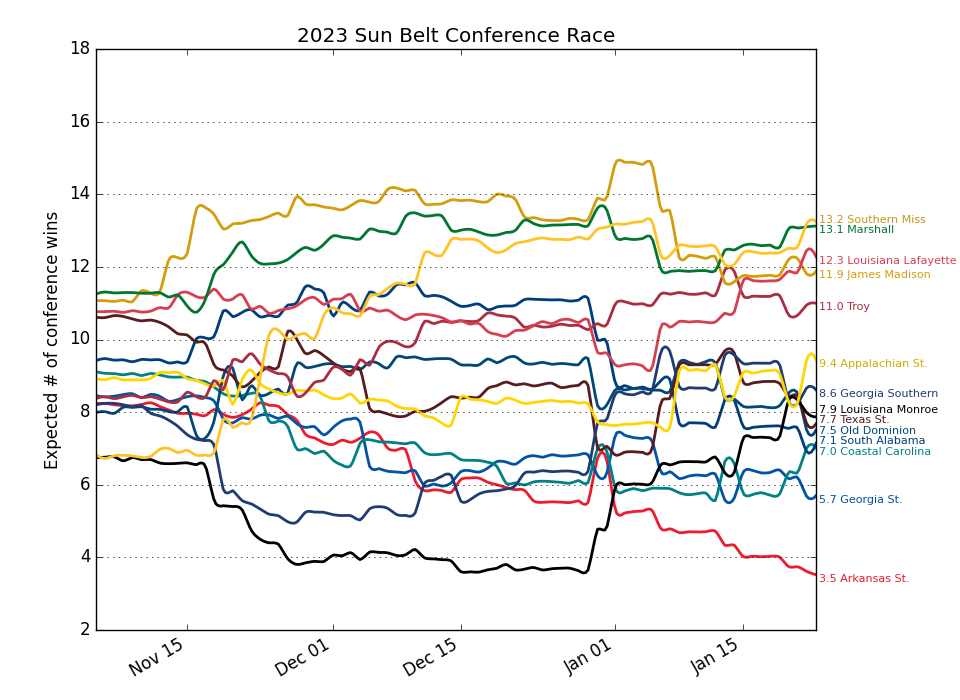 2023 Sun Belt Conference Race
Expected # of conference wins
18
16
14
12
10
8
6
4
2
Nov 15
Dec 01
Dec 15
Jan 01
Jan 15
13.2 Southern Miss
13.1 Marshall
12.3 Louisiana Lafayette
11.9 James Madison
11.0 Troy
9.4 Appalachian St.
8.6 Georgia Southern
7.9 Louisiana Monroe
7.7 Texas St.
7.5 Old Dominion
7.1 South Alabama
7.0 Coastal Carolina
5.7 Georgia St.
3.5 Arkansas St.